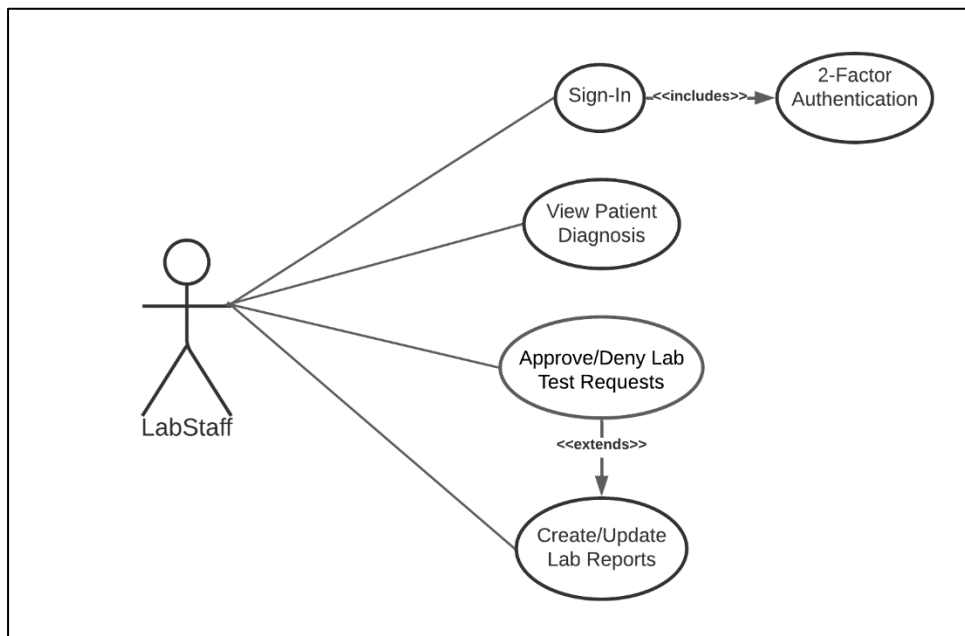 Sign-In
<<includes>>
2-Factor
Authentication
View Patient
Diagnosis
Approve/Deny Lab
Test Requests
LabStaff
<<extends>>
Create/Update
Lab Reports